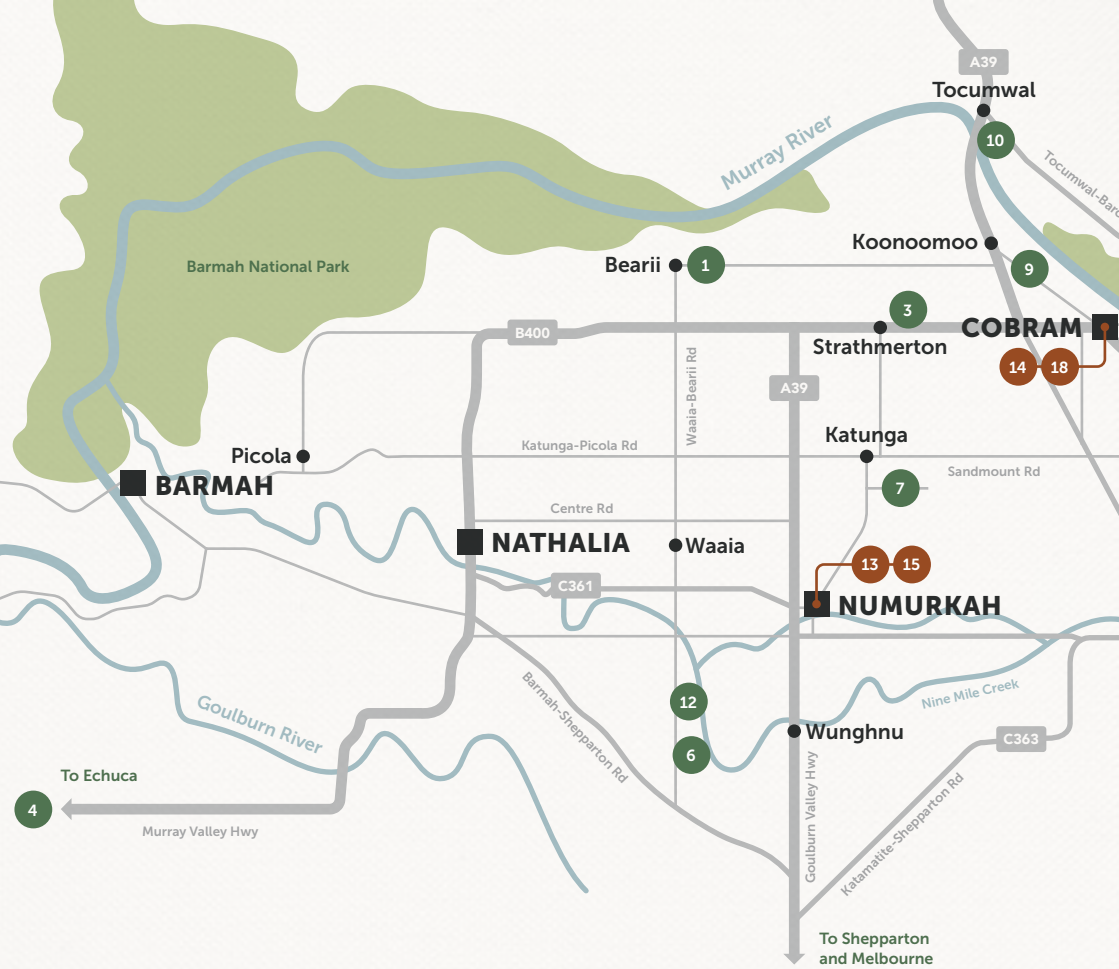 A39
Tocumwal
10
Murray River
Koonoomoo
Barmah National Park
Bearii
1
9
3
B400
COBRAM
Strathmerton
14
18
Waaia-Bearii Rd
A39
Katunga
Katunga-Picola Rd
Picola
Sandmount Rd
BARMAH
7
Centre Rd
NATHALIA
Waaia
13
15
C361
NUMURKAH
Nine Mile Creek
12
Goulburn River
Barmah-Shepparton Rd
Wunghnu
C363
6
To Echuca
4
Murray Valley Hwy
Goulburn Valley Hwy
Katamatite-Shepparton Rd
To Shepparton
and Melbourne